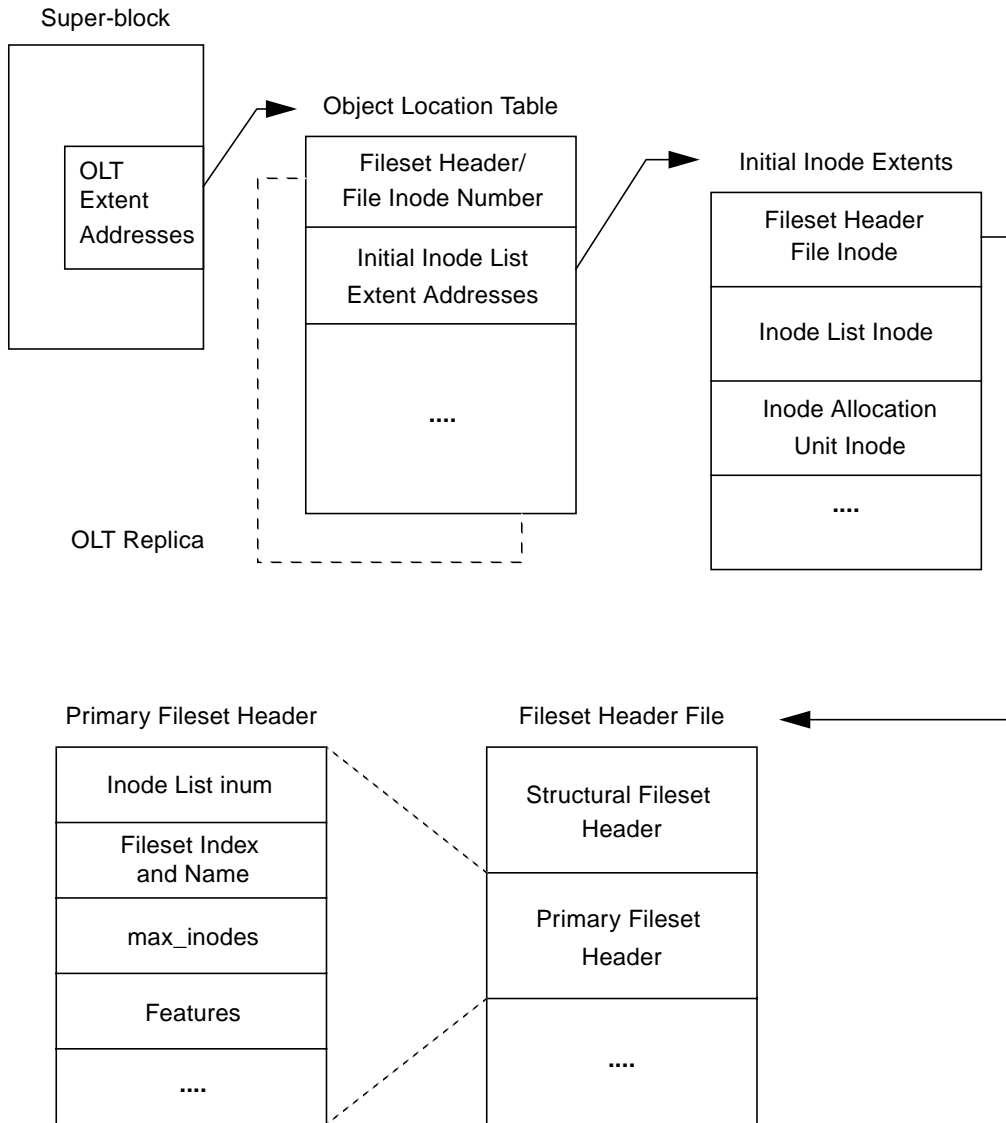 Super-block
OLT
Extent
Addresses
Object Location Table
Fileset Header/
File Inode Number
Initial Inode List
Extent Addresses
....
OLT Replica
Initial Inode Extents
Fileset Header
File Inode
Inode List Inode
Inode Allocation
Unit Inode
....
Primary Fileset Header
Inode List inum
Fileset Index
and Name
max_inodes
Features
....
Fileset Header File
Structural Fileset
Header
Primary Fileset
Header
....